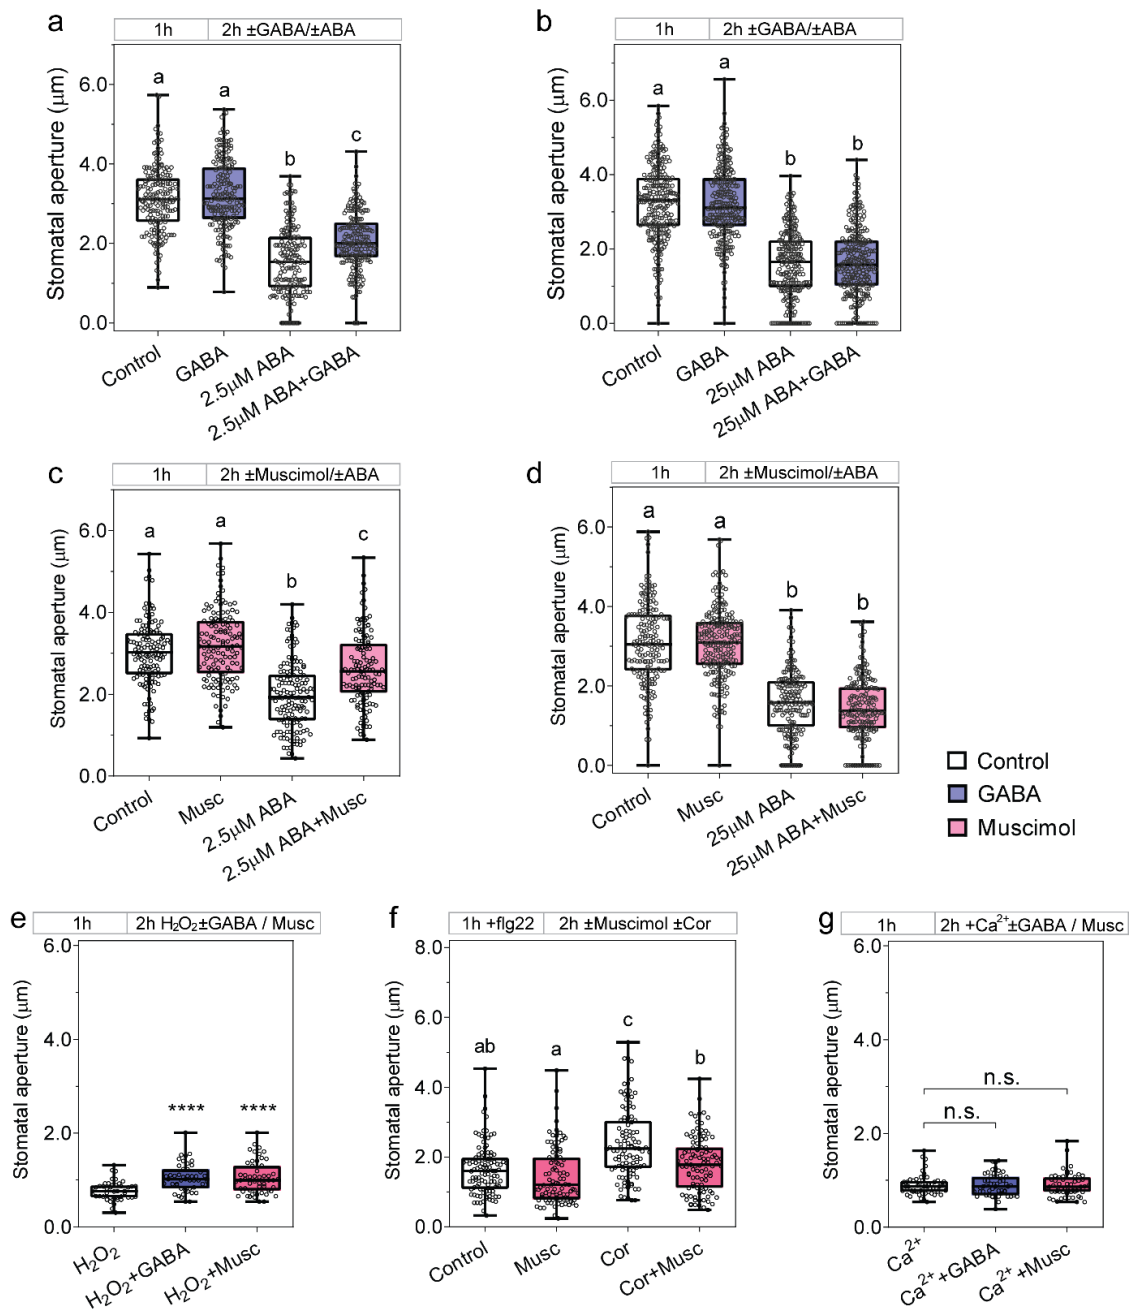 a
1h
2h ±GABA/±ABA
Stomatal aperture (μm)
6.0
4.0
2.0
0.0
a
a
b
c
Control
GABA
2.5μM ABA
2.5μM ABA+GABA
b
1h
2h ±GABA/±ABA
Stomatal aperture (μm)
6.0
4.0
2.0
0.0
a
a
b
b
Control
GABA
25μM ABA
25μM ABA+GABA
c
1h
2h ±Muscimol/±ABA
Stomatal aperture (μm)
6.0
4.0
2.0
0.0
a
a
b
c
Control
Musc
2.5μM ABA
2.5μM ABA+Musc
d
1h
2h ±Muscimol/±ABA
Stomatal aperture (μm)
6.0
4.0
2.0
0.0
a
a
b
b
Control
Musc
25μM ABA
25μM ABA+Musc
Control
GABA
Muscimol
e
1h
2h H₂O₂±GABA / Musc
Stomatal aperture (μm)
6.0
4.0
2.0
0.0
****
****
H₂O₂
H₂O₂+GABA
H₂O₂+Musc
f
1h +flg22
2h ±Muscimol ±Cor
Stomatal aperture (μm)
8.0
6.0
4.0
2.0
0.0
ab
a
c
b
Control
Musc
Cor
Cor+Musc
g
1h
2h +Ca²⁺±GABA / Musc
Stomatal aperture (μm)
6.0
4.0
2.0
0.0
n.s.
n.s.
Ca²⁺
Ca²⁺+GABA
Ca²⁺+Musc